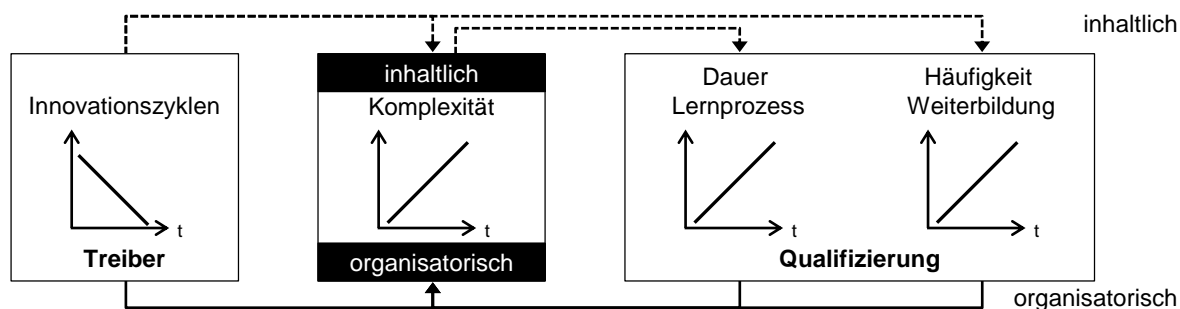 inhaltlich
inhaltlich
Innovationszyklen
Komplexität
Dauer
Lernprozess
Häufigkeit
Weiterbildung
t
t
t
t
Treiber
organisatorisch
Qualifizierung
organisatorisch